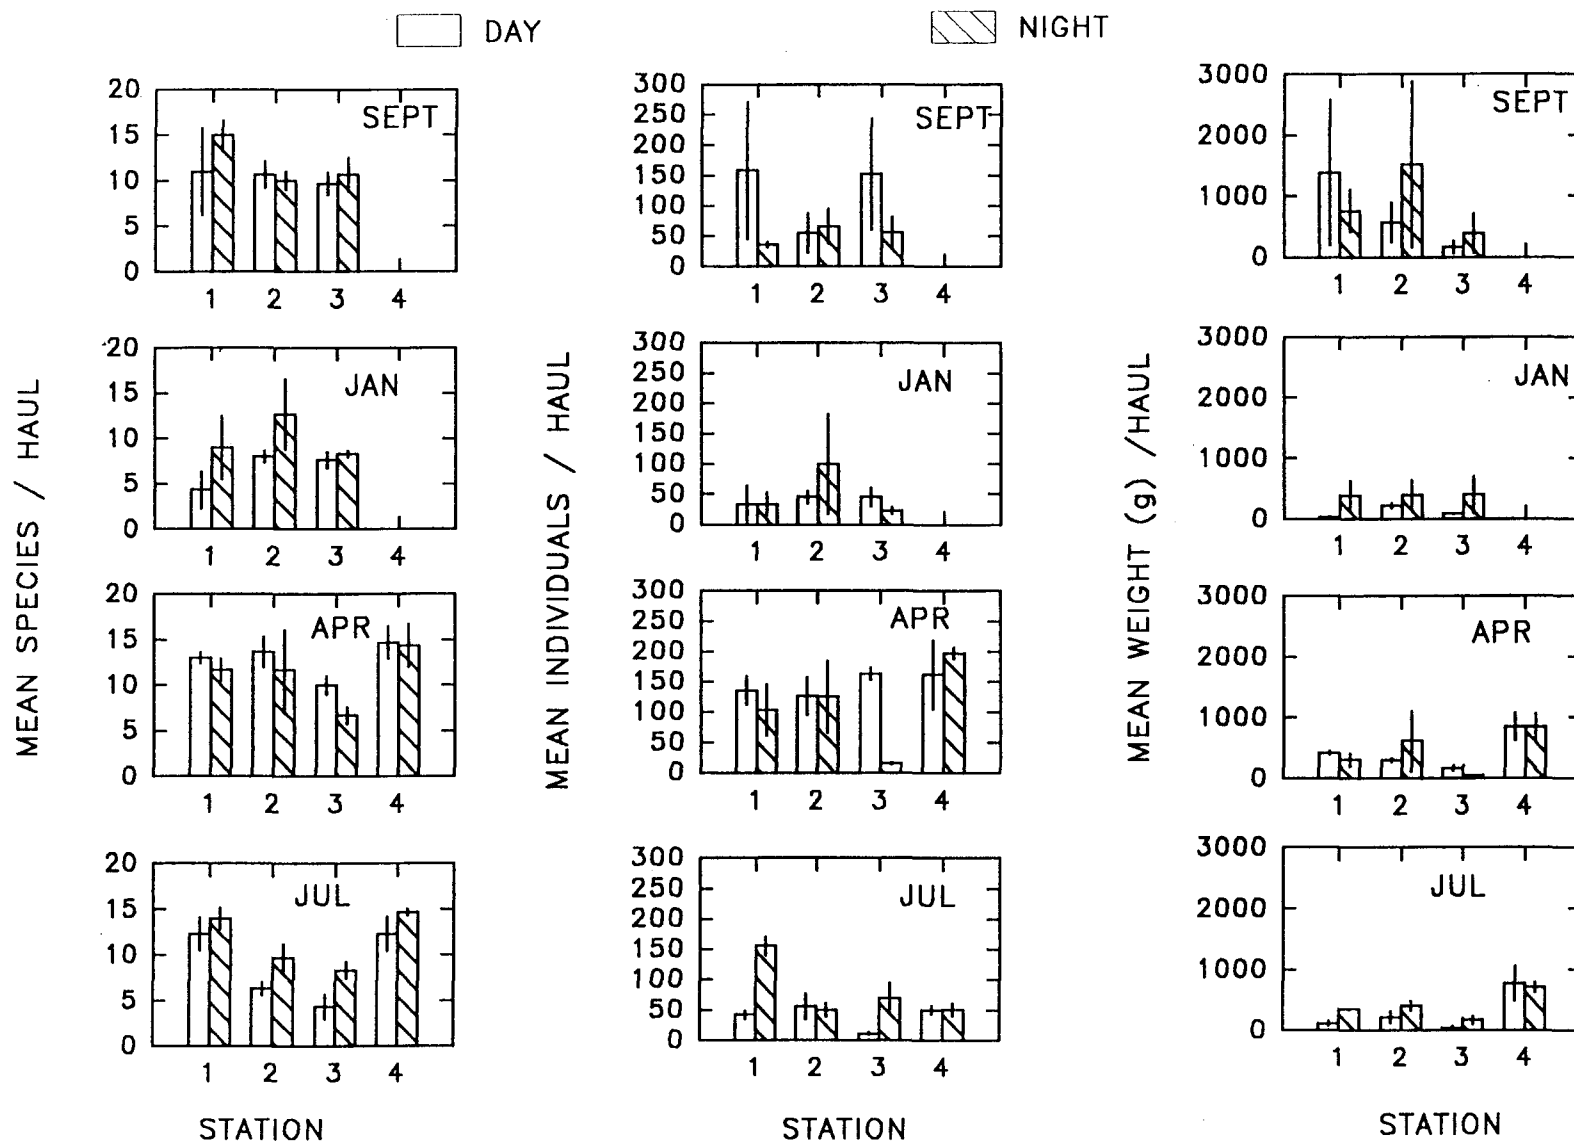 DAY NIGHT
20
15
10
5
0
SEPT
1 2 3 4
300
250
200
150
100
50
0
SEPT
1 2 3 4
3000
2000
1000
0
SEPT
1 2 3 4
20
15
10
5
0
JAN
1 2 3 4
300
250
200
150
100
50
0
JAN
1 2 3 4
3000
2000
1000
0
JAN
1 2 3 4
20
15
10
5
0
APR
1 2 3 4
300
250
200
150
100
50
0
APR
1 2 3 4
3000
2000
1000
0
APR
1 2 3 4
20
15
10
5
0
JUL
1 2 3 4
300
250
200
150
100
50
0
JUL
1 2 3 4
3000
2000
1000
0
JUL
1 2 3 4
MEAN SPECIES / HAUL
MEAN INDIVIDUALS / HAUL
MEAN WEIGHT (g) /HAUL
STATION
STATION
STATION